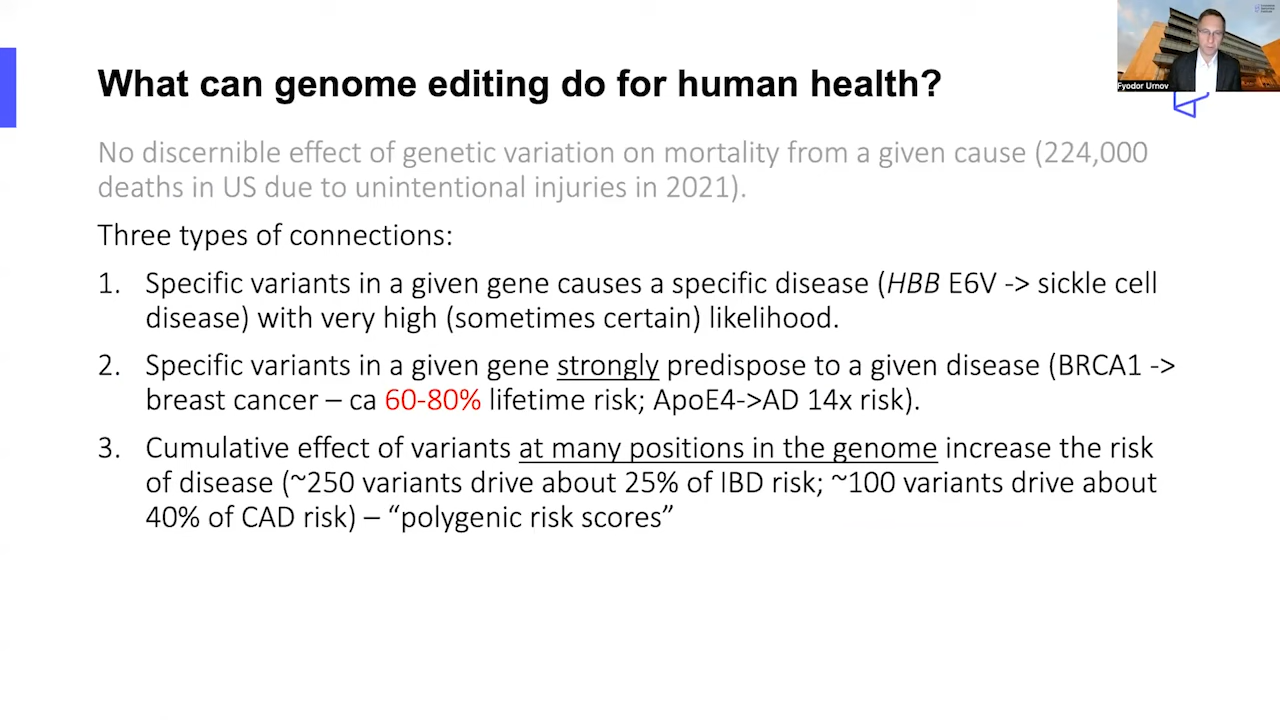 What can genome editing do for human health?
Fyodor Urnov
No discernible effect of genetic variation on mortality from a given cause (224,000
deaths in US due to unintentional injuries in 2021).
Three types of connections:
1. Specific variants in a given gene causes a specific disease (HBB E6V -> sickle cell
disease) with very high (sometimes certain) likelihood.
2. Specific variants in a given gene strongly predispose to a given disease (BRCA1 ->
breast cancer – ca 60-80% lifetime risk; ApoE4->AD 14x risk).
3. Cumulative effect of variants at many positions in the genome increase the risk
of disease (~250 variants drive about 25% of IBD risk; ~100 variants drive about
40% of CAD risk) – “polygenic risk scores”